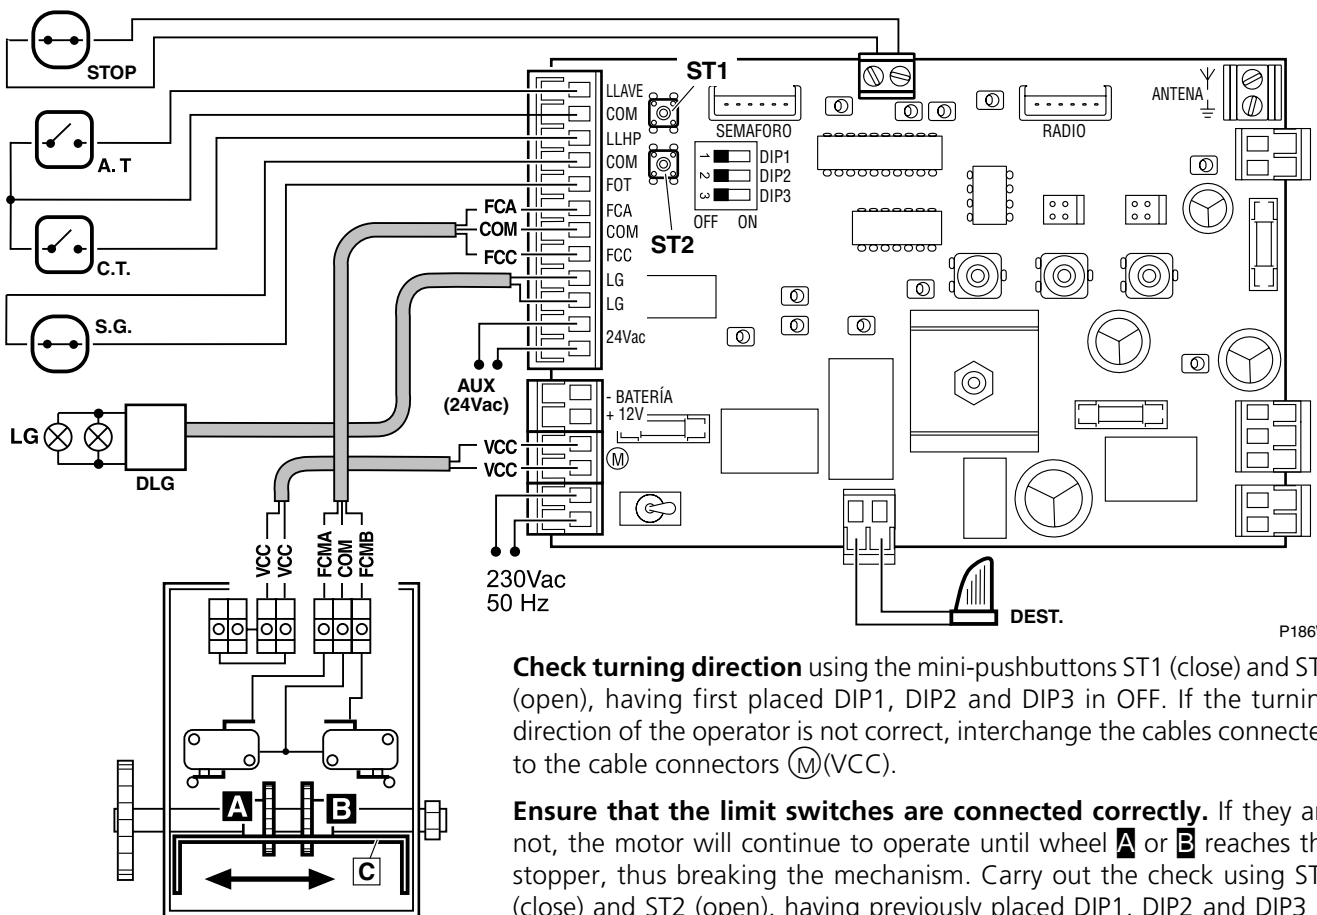 STOP
A. T
C.T.
S.G.
LG
DLG
ST1
ST2
LLAVE
COM
LLHP
COM
FOT
FCA
COM
FCC
LG
LG
24Vac
FCA
COM
FCC
AUX
(24Vac)
SEMAFORO
1 DIP1
2 DIP2
3 DIP3
OFF ON
RADIO
ANTENA
- BATERÍA
+ 12V
VCC
VCC
M
230Vac
50 Hz
VCC
VCC
FCMA
COM
FCMB
A
B
C
DEST.
P186
Check turning direction using the mini-pushbuttons ST1 (close) and ST
(open), having first placed DIP1, DIP2 and DIP3 in OFF. If the turnin
direction of the operator is not correct, interchange the cables connecte
to the cable connectors M (VCC).
Ensure that the limit switches are connected correctly. If they ar
not, the motor will continue to operate until wheel A or B reaches th
stopper, thus breaking the mechanism. Carry out the check using ST
(close) and ST2 (open), having previously placed DIP1, DIP2 and DIP3